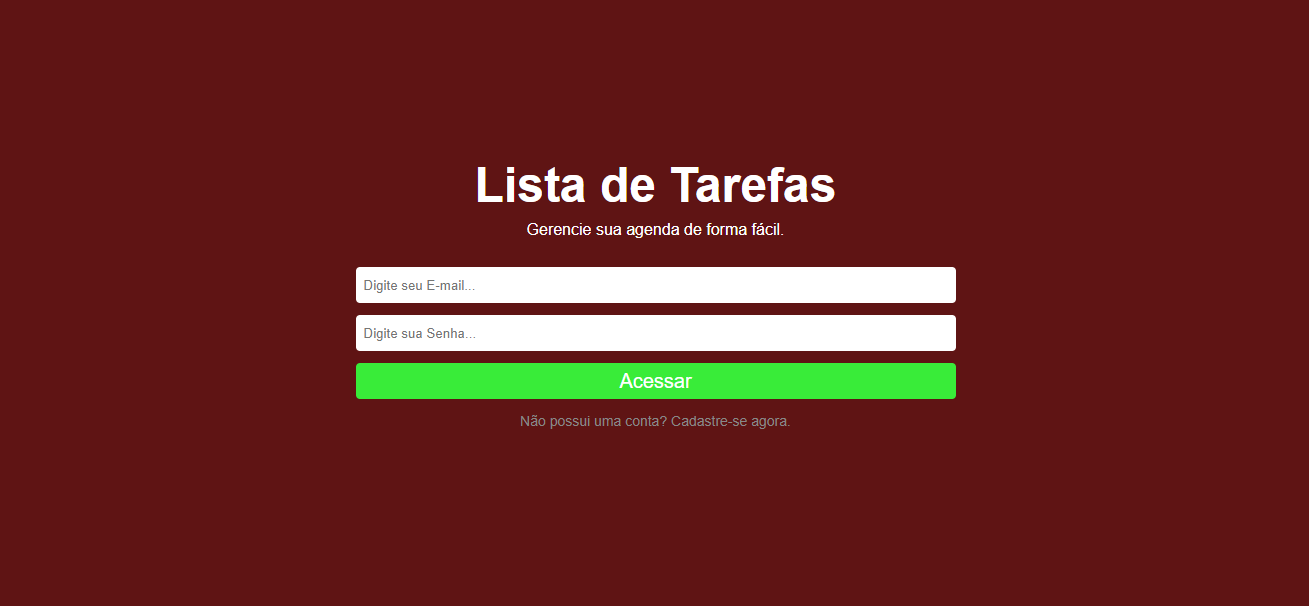 Lista de Tarefas
Gerencie sua agenda de forma fácil.
Digite seu E-mail...
Digite sua Senha...
Acessar
Não possui uma conta? Cadastre-se agora.